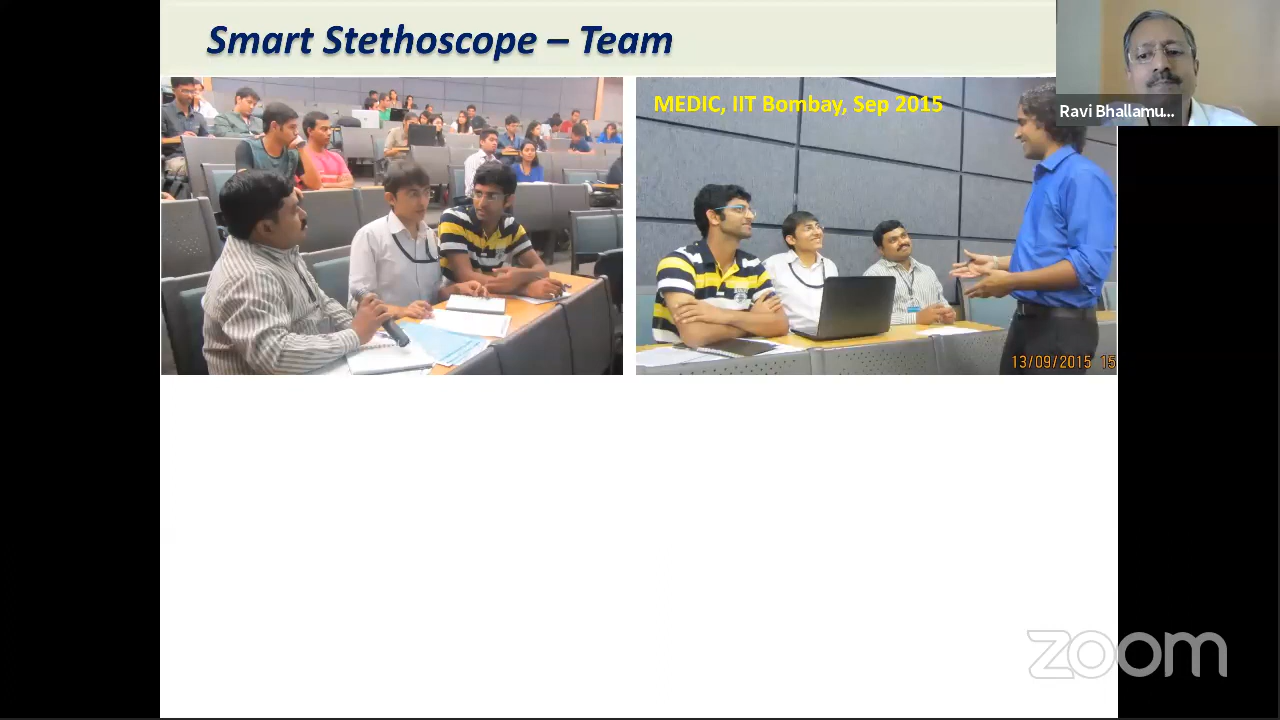 Smart Stethoscope – Team
MEDIC, IIT Bombay, Sep 2015
Ravi Bhallamu...
13/09/2015 15
zoom